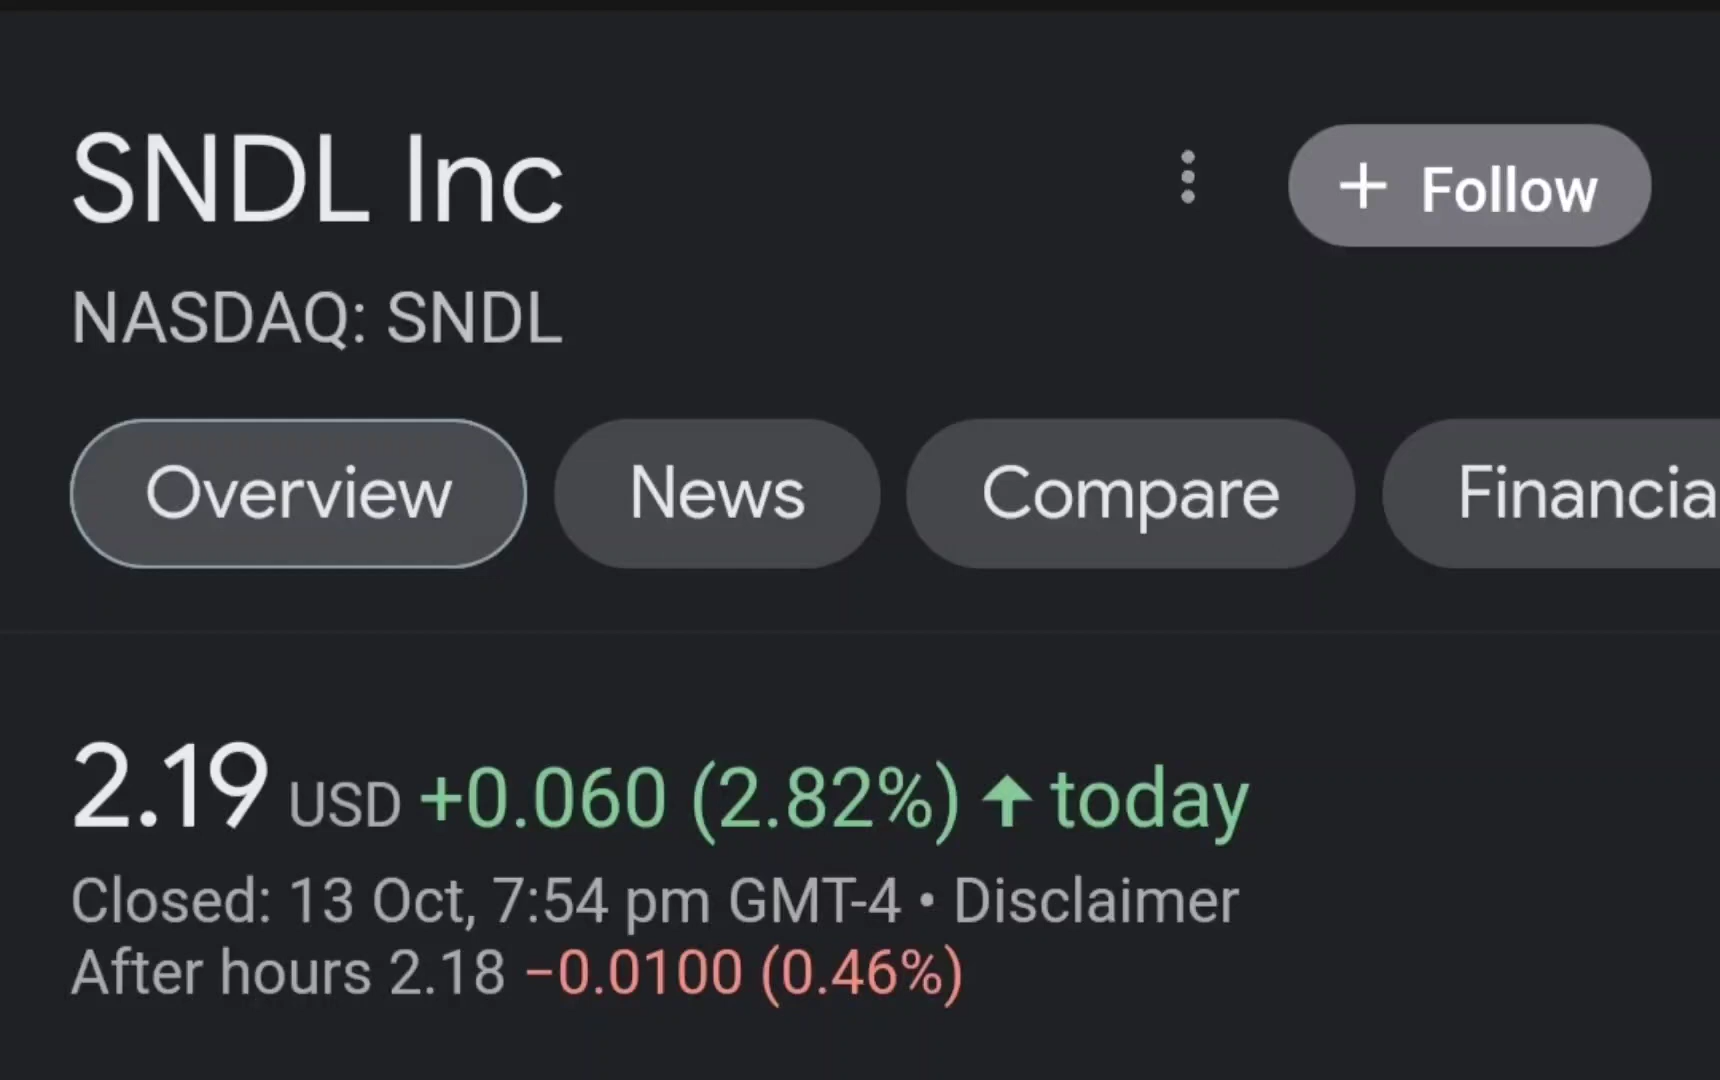 SNDL Inc
+ Follow
NASDAQ: SNDL
Overview News Compare Financia
2.19 USD +0.060 (2.82%) ↑ today
Closed: 13 Oct, 7:54 pm GMT-4 • Disclaimer
After hours 2.18 −0.0100 (0.46%)